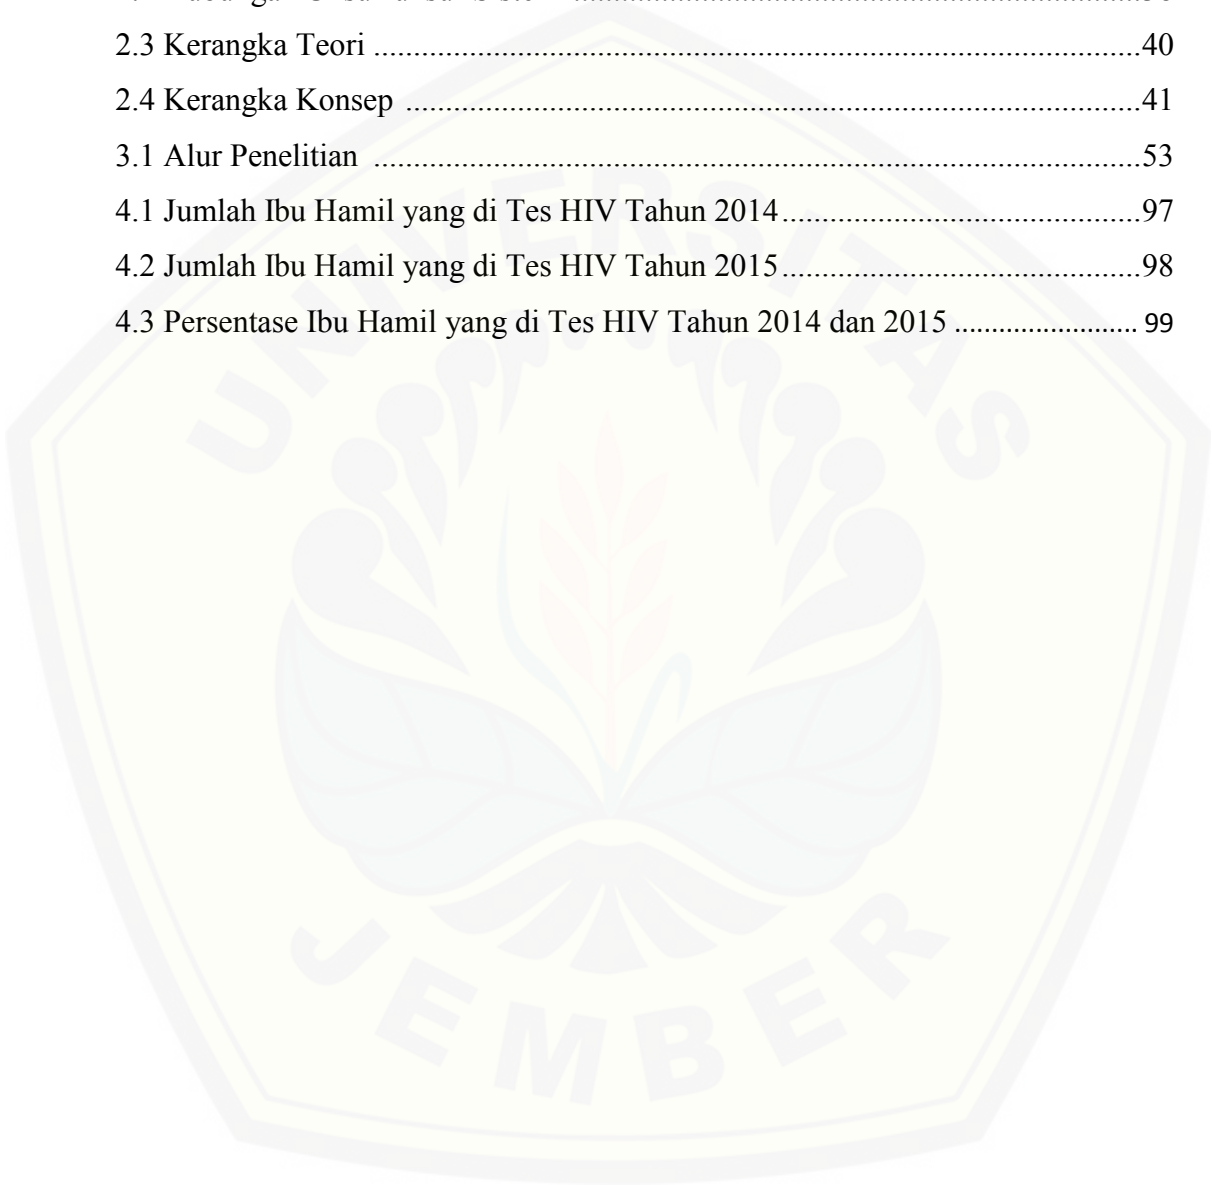 2.3 Kerangka Teori ....................................................................................................40
2.4 Kerangka Konsep ................................................................................................41
3.1 Alur Penelitian ....................................................................................................53
4.1 Jumlah Ibu Hamil yang di Tes HIV Tahun 2014..............................................97
4.2 Jumlah Ibu Hamil yang di Tes HIV Tahun 2015..............................................98
4.3 Persentase Ibu Hamil yang di Tes HIV Tahun 2014 dan 2015 ....................... 99
UNIVERSITAS
JEMBER